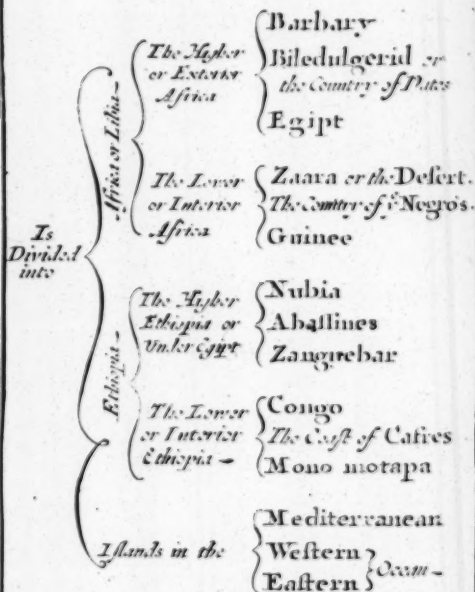 Is
Divided
into
Africa or Libia
The Higher
or Exterior
Africa
Barbary
Biledulgerid or
the Country of Dates
Egipt
The Lower
or Interior
Africa
Zaara or the Desert.
The Country of yᵉ Negro's.
Guinee
Ethiopia
The Higher
Ethiopia or
Under Egipt
Nubia
Abaſſines
Zanguebar
The Lower
or Interior
Ethiopia
Congo
The Coaſt of Cafres
Mono motapa
Iſlands in the
Mediterranean
Weſtern
Eaſtern
Ocean